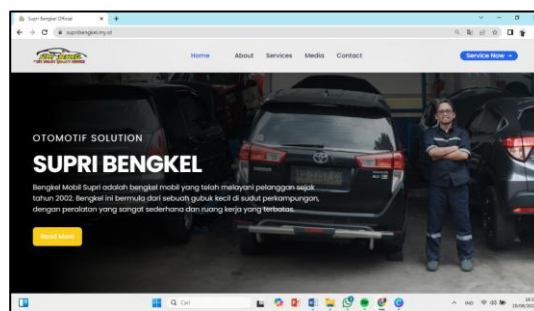 Supri Bengkel Official
supribengkel.my.id
Home About Services Media Contact
Service Now →
OTOMOTIF SOLUTION
SUPRI BENGKEL
Bengkel Mobil Supri adalah bengkel mobil yang telah melayani pelanggan sejak
tahun 2002. Bengkel ini bermula dari sebuah gubuk kecil di sudut perkampungan,
dengan peralatan yang sangat sederhana dan ruang kerja yang terbatas.
Read More
Cari
IND